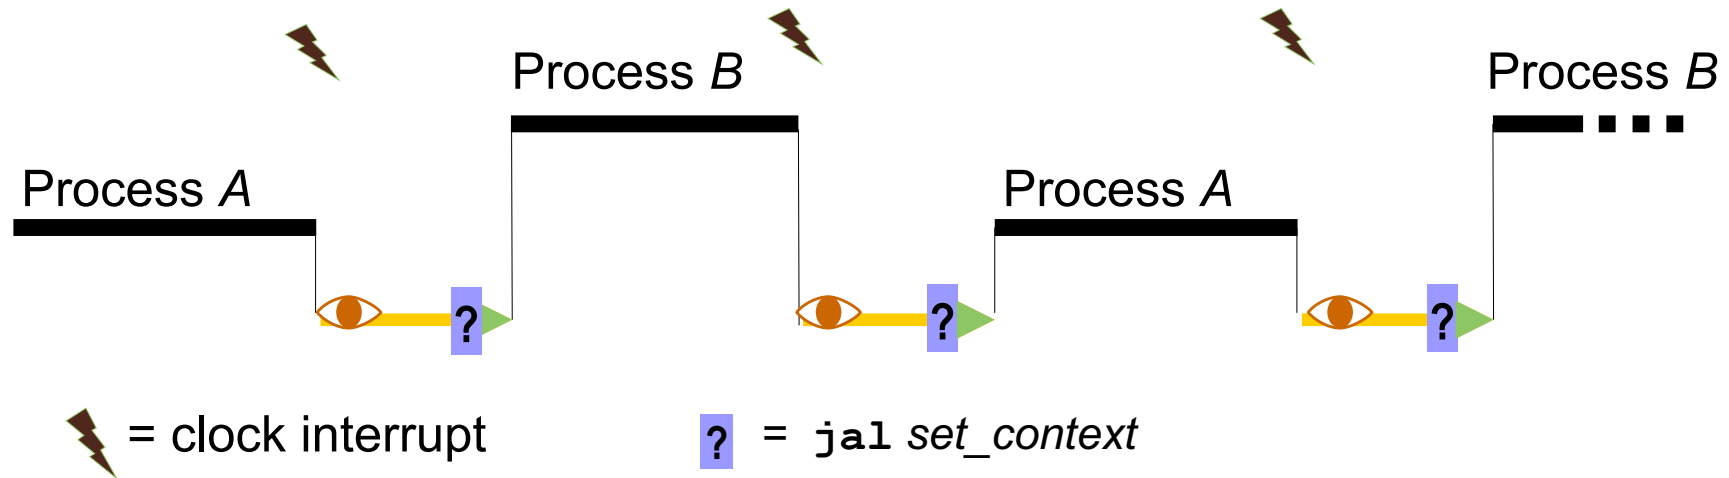 Process B
Process B
Process A
Process A
? ? ?
= clock interrupt
? = jal set_context